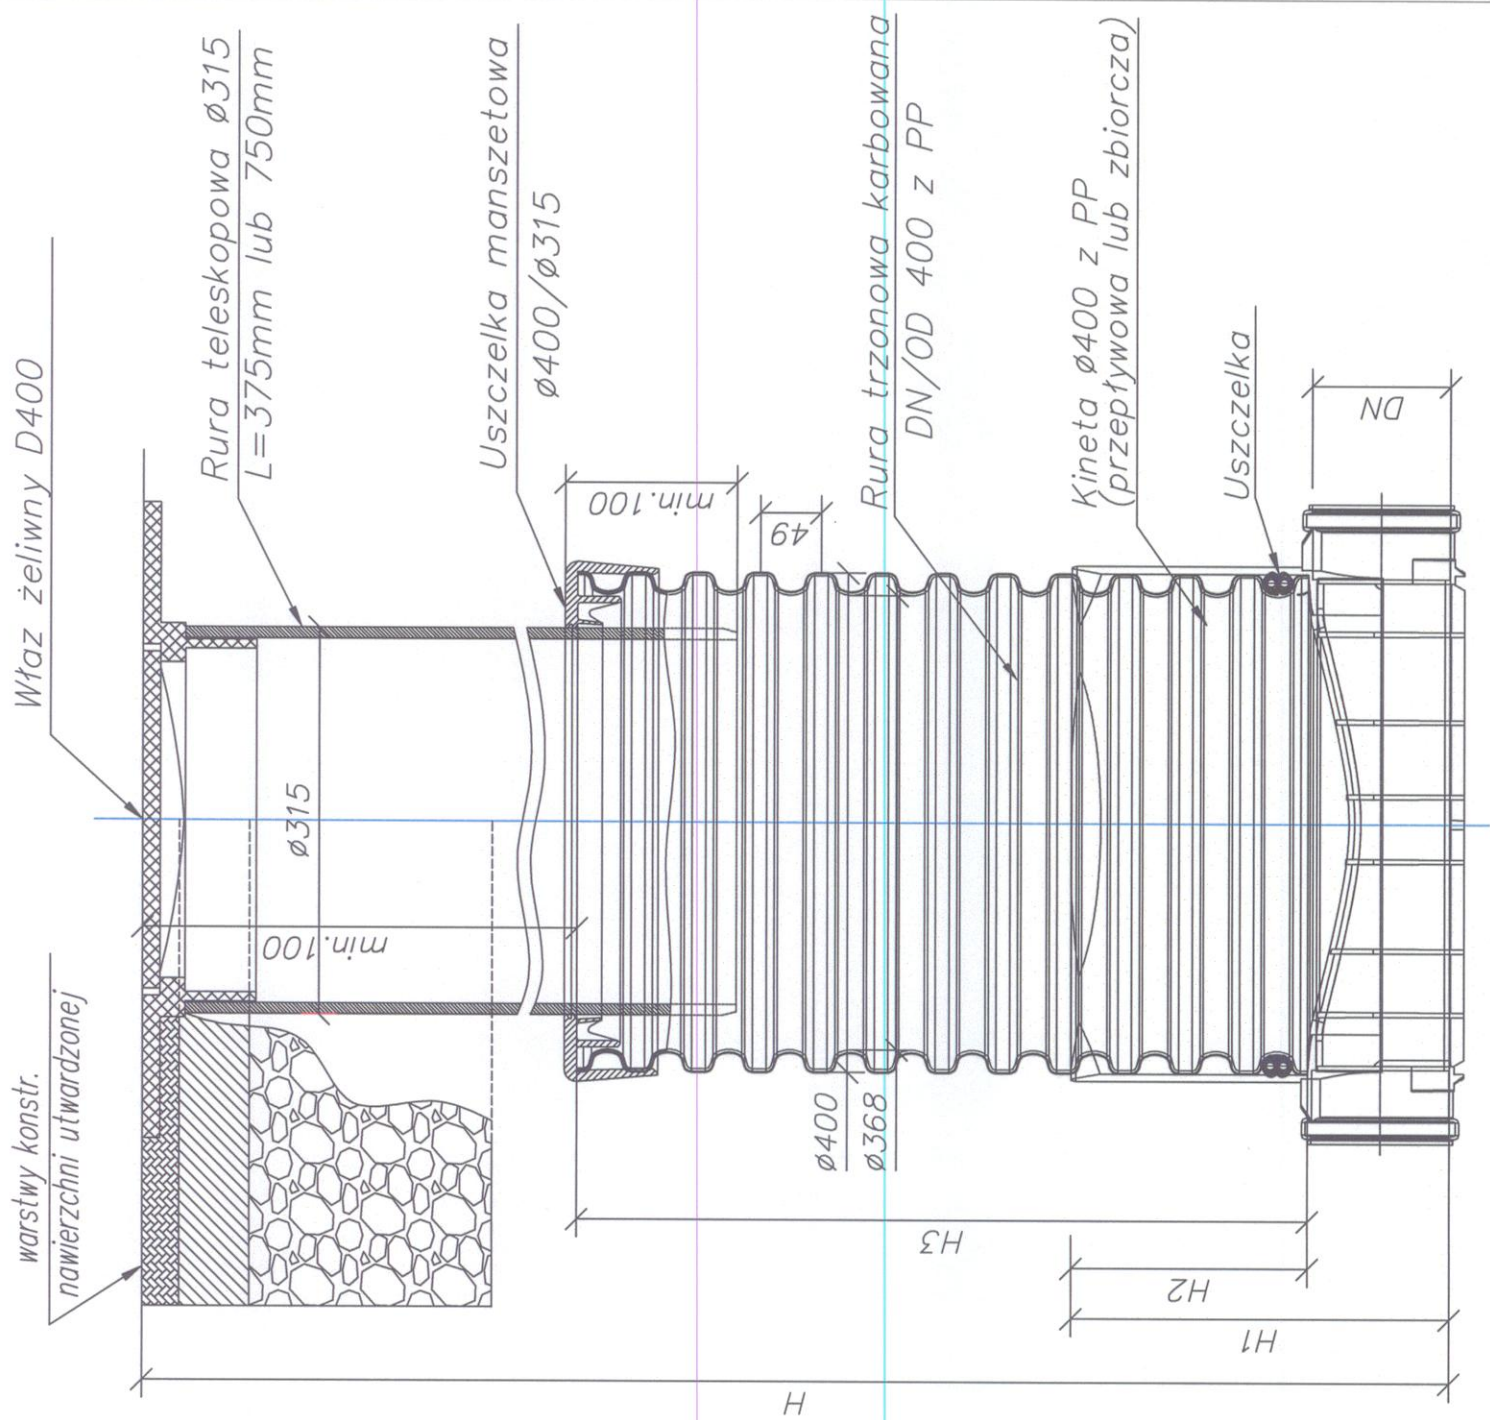 Właz żeliwny D400
Rura teleskopowa ø315
L=375mm lub 750mm
Uszczelka manszetowa
ø400/ø315
Rura trzonowa karbowana
DN/OD 400 z PP
Kineta ø400 z PP
(przepływowa lub zbiorcza)
Uszczelka
warstwy konstr.
nawierzchni utwardzonej
ø315
min.100
min.100
49
ø400
ø368
DN
H3
H2
H1
H